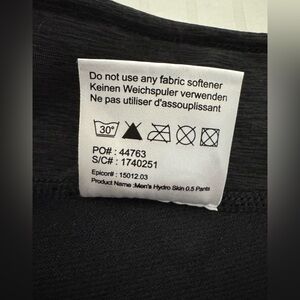 Do not use any fabric softener
Keinen Weichspuler verwenden
Ne pas utiliser d'assouplissant
30°
PO# : 44763
S/C# : 1740251
Epicor# : 15012.03
Product Name :Men's Hydro Skin 0.5 Pants